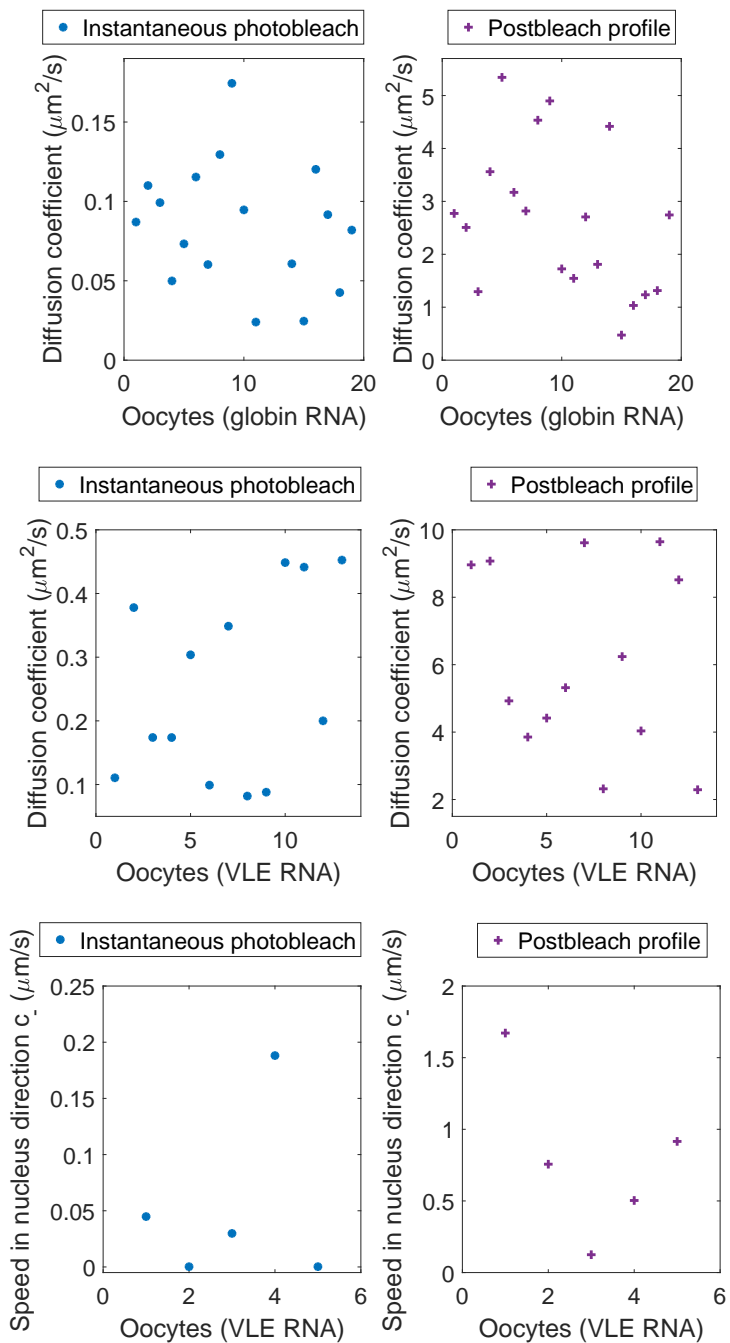 Instantaneous photobleach
Postbleach profile
Diffusion coefficient (μm²/s)
0.15
0.1
0.05
0
0 10 20
Oocytes (globin RNA)
Diffusion coefficient (μm²/s)
5
4
3
2
1
0
0 10 20
Oocytes (globin RNA)
Instantaneous photobleach
Postbleach profile
Diffusion coefficient (μm²/s)
0.5
0.4
0.3
0.2
0.1
0 5 10
Oocytes (VLE RNA)
Diffusion coefficient (μm²/s)
10
8
6
4
2
0 5 10
Oocytes (VLE RNA)
Instantaneous photobleach
Postbleach profile
Speed in nucleus direction c_ (μm/s)
0.25
0.2
0.15
0.1
0.05
0
0 2 4 6
Oocytes (VLE RNA)
Speed in nucleus direction c_ (μm/s)
2
1.5
1
0.5
0
0 2 4 6
Oocytes (VLE RNA)